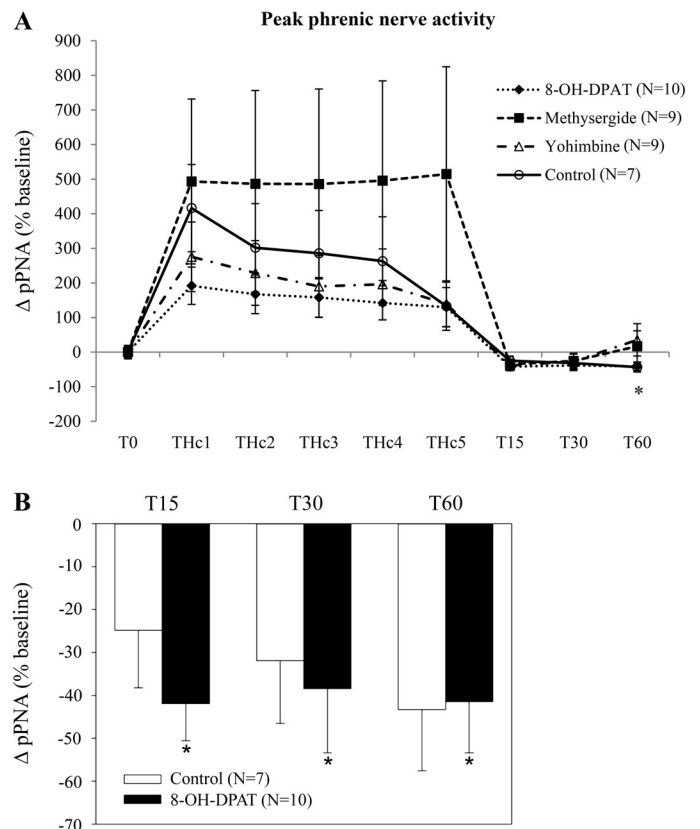 A
Peak phrenic nerve activity
900
800
700
600
500
400
300
200
100
0
-100
-200
Δ pPNA (% baseline)
8-OH-DPAT (N=10)
Methysergide (N=9)
Yohimbine (N=9)
Control (N=7)
*
T0 THc1 THc2 THc3 THc4 THc5 T15 T30 T60
B
T15 T30 T60
0
-10
-20
-30
-40
-50
-60
-70
Δ pPNA (% baseline)
* * *
Control (N=7)
8-OH-DPAT (N=10)